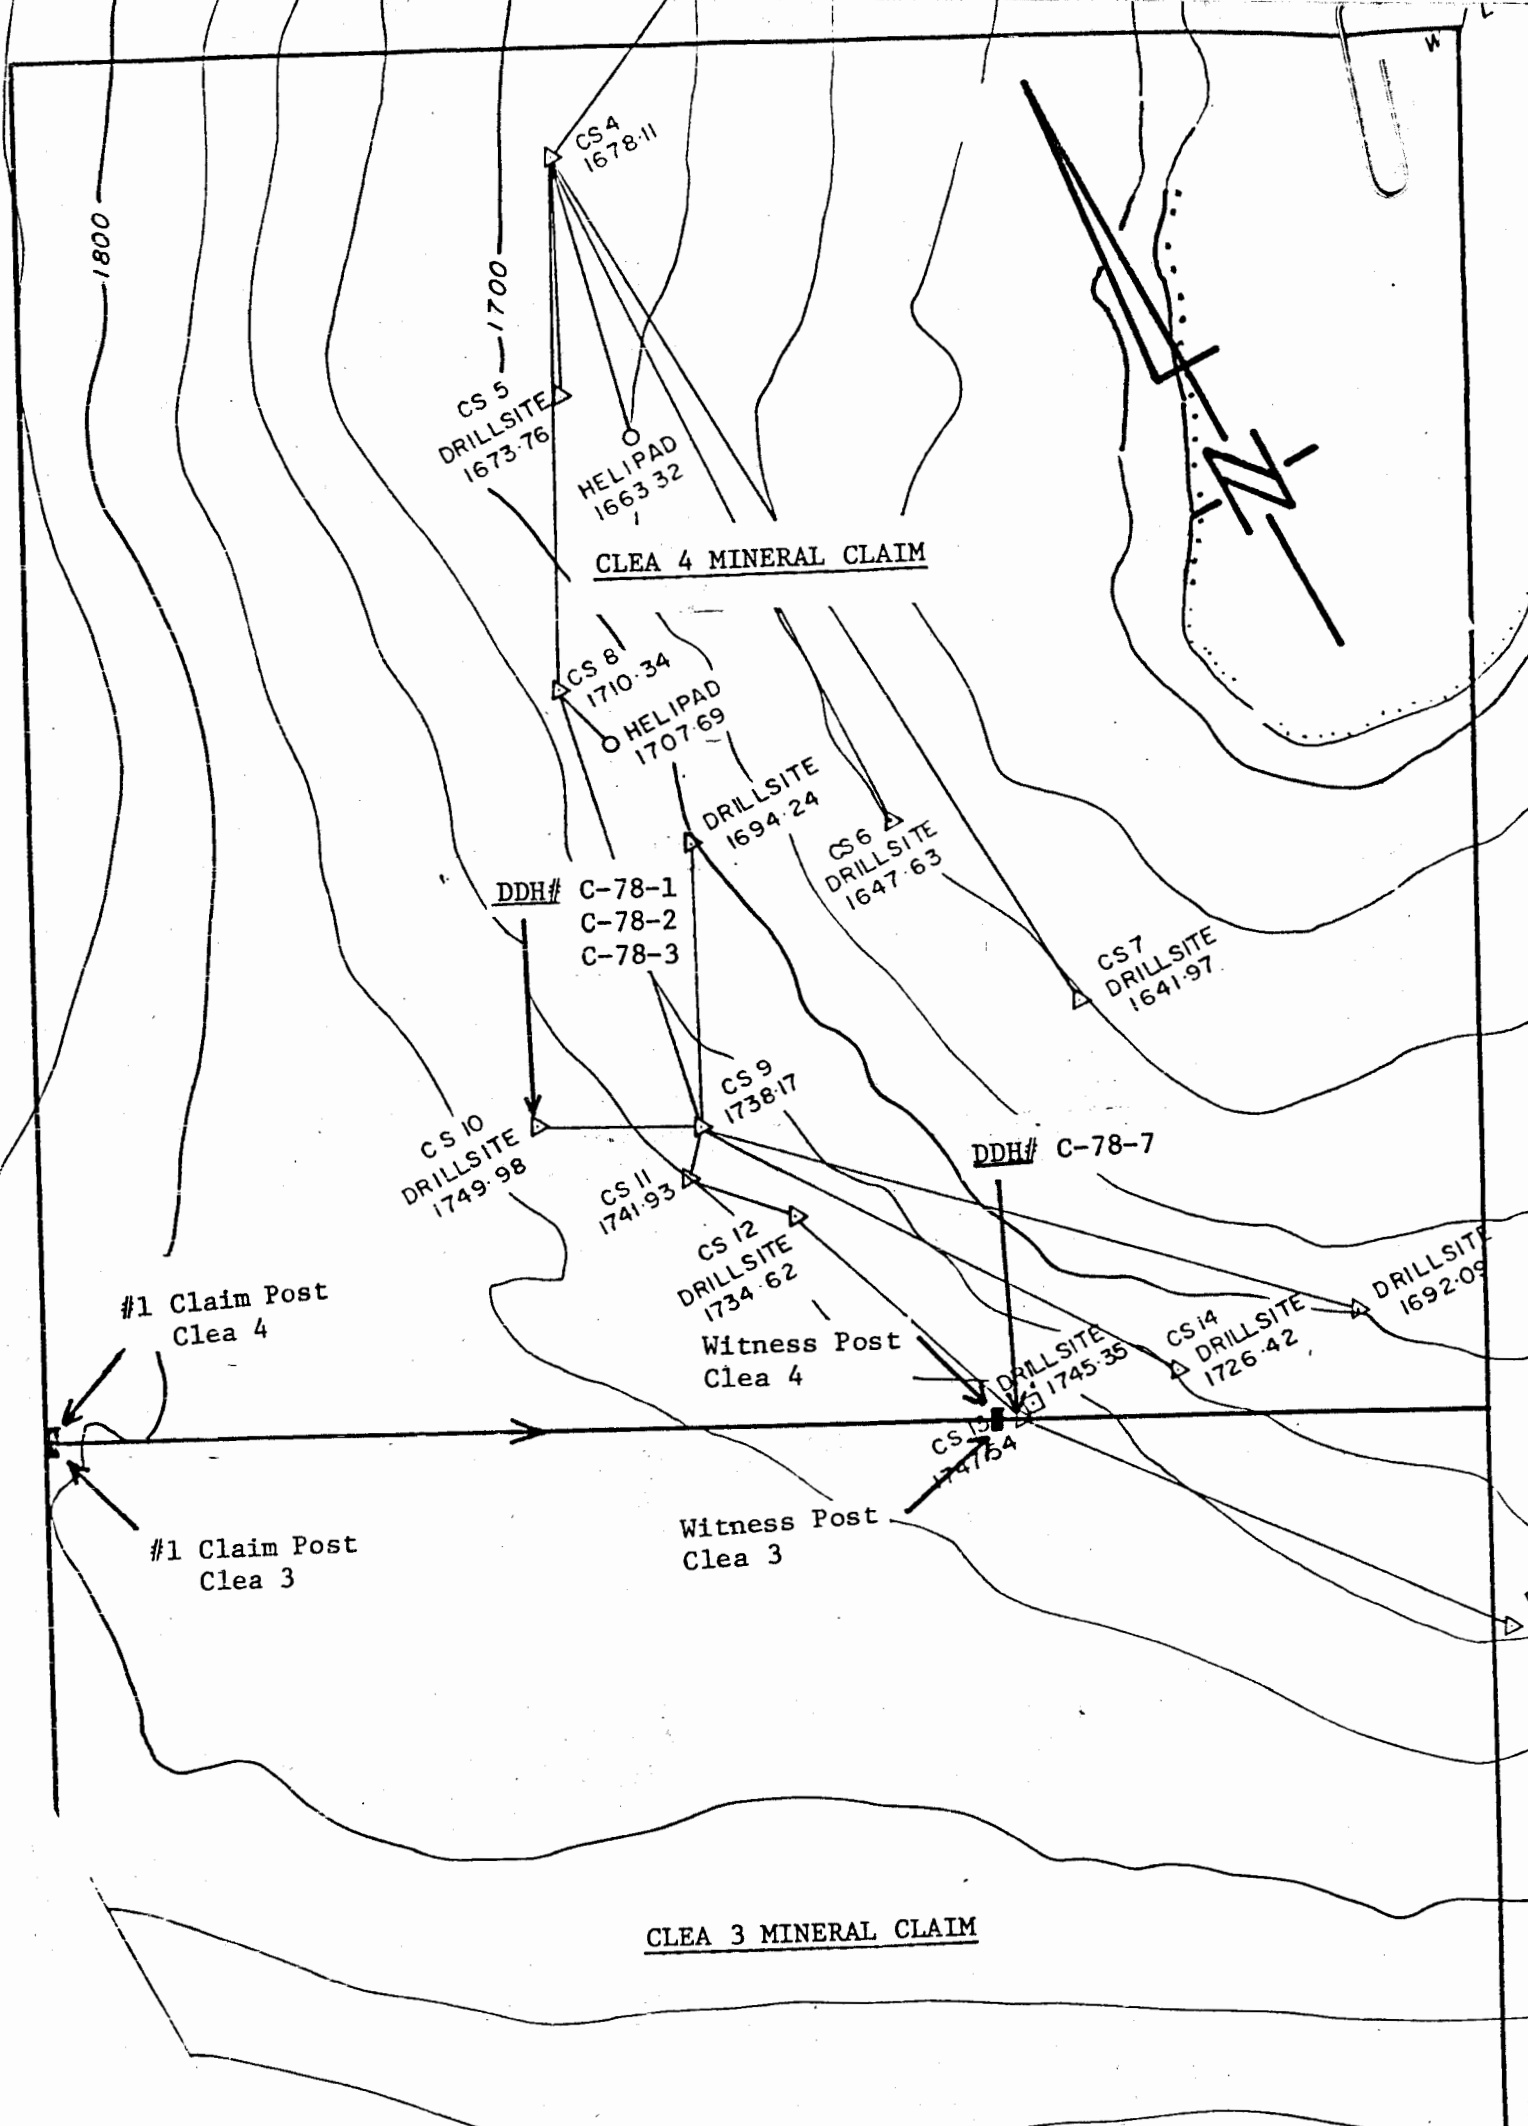 CS 4
1678.11
1800
1700
CS 5
DRILLSITE
1673.76
HELIPAD
1663 32
CLEA 4 MINERAL CLAIM
CS 8
1710.34
HELIPAD
1707.69
DRILLSITE
1694.24
CS 6
DRILLSITE
1647.63
DDH# C-78-1
C-78-2
C-78-3
CS 7
DRILLSITE
1641.97
CS 9
1738.17
CS 10
DRILLSITE
1749.98
DDH# C-78-7
CS 11
1741.93
CS 12
DRILLSITE
1734.62
DRILLSITE
1692.09
#1 Claim Post
Clea 4
CS 14
DRILLSITE
1726.42
Witness Post
Clea 4
DRILLSITE
1745.35
CS 13
1747.54
#1 Claim Post
Clea 3
Witness Post
Clea 3
CLEA 3 MINERAL CLAIM
N